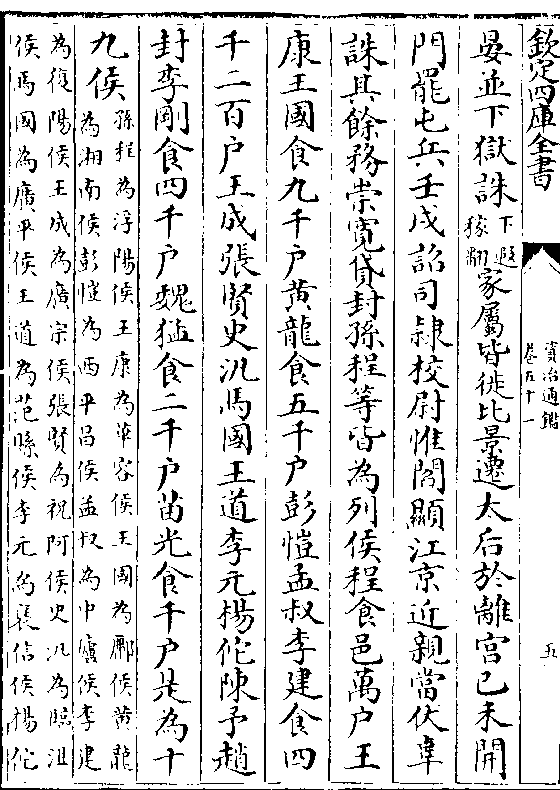 欽定四庫全書
資治通鑑
卷五十一
五
晏並下獄誅下遐稼翻家屬皆徙比景遷太后於離宮己未開
門罷屯兵壬戌詔司隸校尉惟閻顯江京近親當伏辜
誅其餘務崇寛貸封孫程等皆為列侯程食邑萬户王
康王國食九千户黄龍食五千户彭愷孟叔李建食四
千二百户王成張賢史汎馬國王道李元楊佗陳予趙
封李剛食四千户魏猛食二千户苗光食千户是為十
九侯孫程為浮陽侯王康為華容侯王國為酈侯黄龍
為湘南侯彭愷為西平昌侯孟叔為中廬侯李建
為復陽侯王成為廣宗侯張賢為祝阿侯史汎為臨沮
侯馬國為廣平侯王道為范縣侯李元為襃信侯楊佗